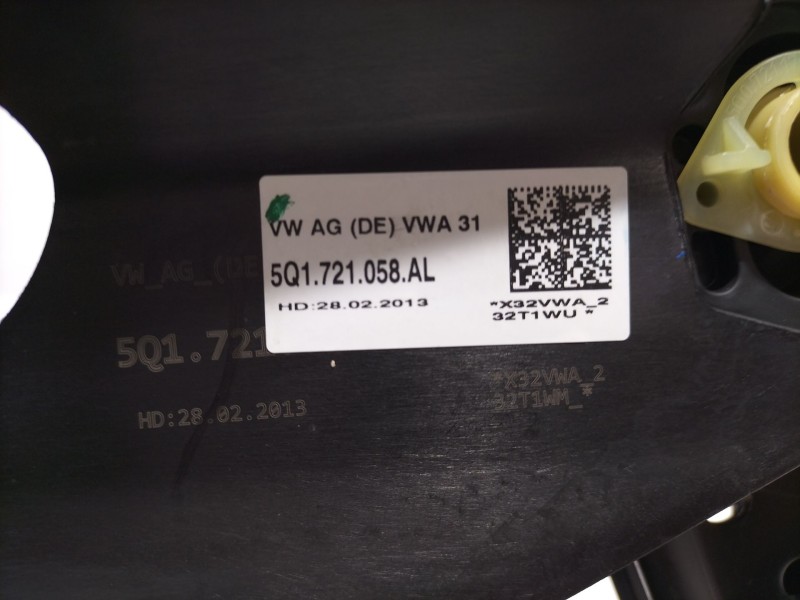 VW AG (DE) VWA 31
5Q1.721.058.AL
HD:28.02.2013
*X32VWA_2
32T1WU *
VW_AG_(DE
5Q1.721
HD:28.02.2013
*X32VWA_2
32T1WM_*